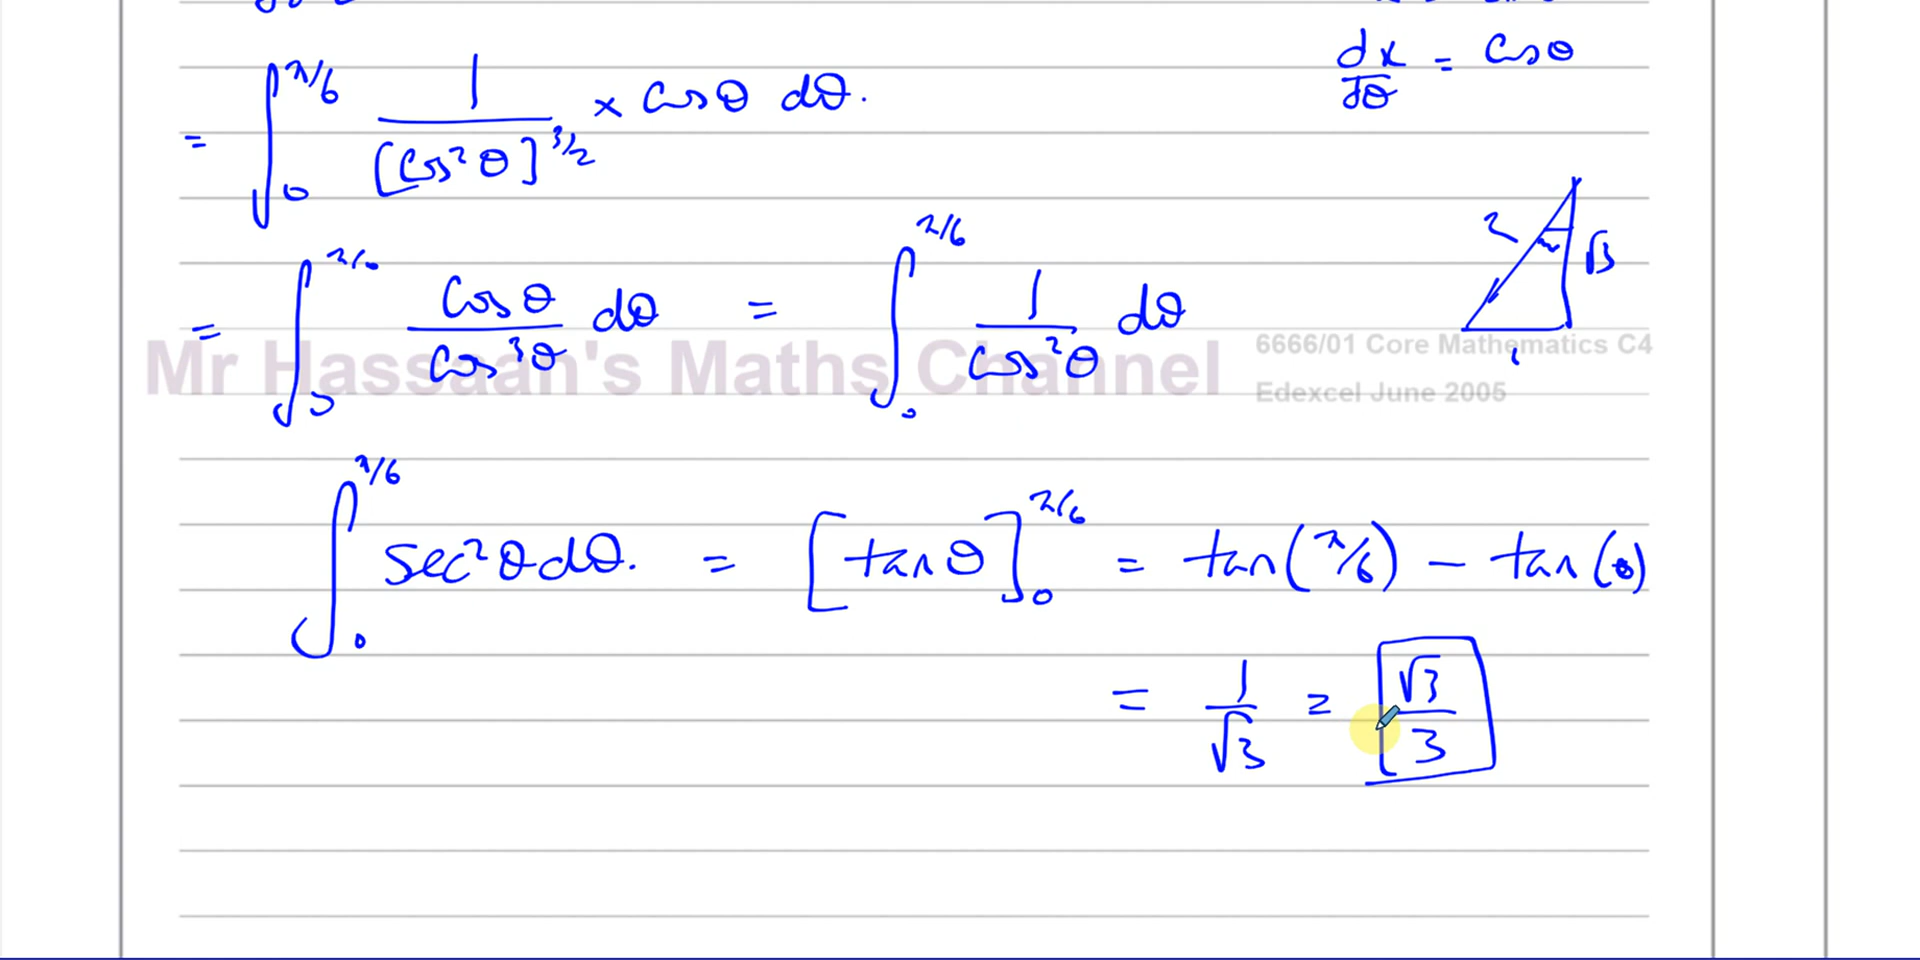 dx/dθ = Cosθ
= ∫₀^π/6 1/[Cos²θ]^3/2 × Cosθ dθ.
2 √3 1
= ∫₀^π/6 Cosθ/Cos³θ dθ = ∫₀^π/6 1/Cos²θ dθ
Mr Hassaan's Maths Channel
6666/01 Core Mathematics C4
Edexcel June 2005
∫₀^π/6 sec²θdθ. = [tanθ]₀^π/6 = tan(π/6) − tan(0)
= 1/√3 = √3/3